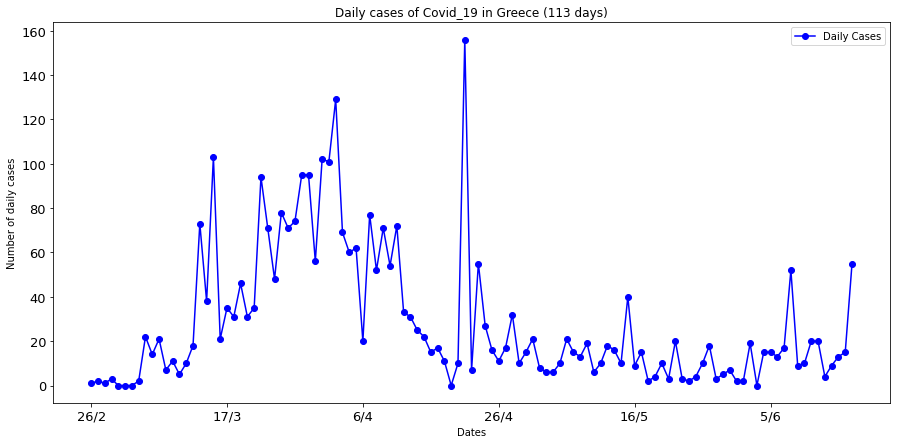 Daily cases of Covid_19 in Greece (113 days)
Daily Cases
Number of daily cases
160
140
120
100
80
60
40
20
0
26/2 17/3 6/4 26/4 16/5 5/6
Dates